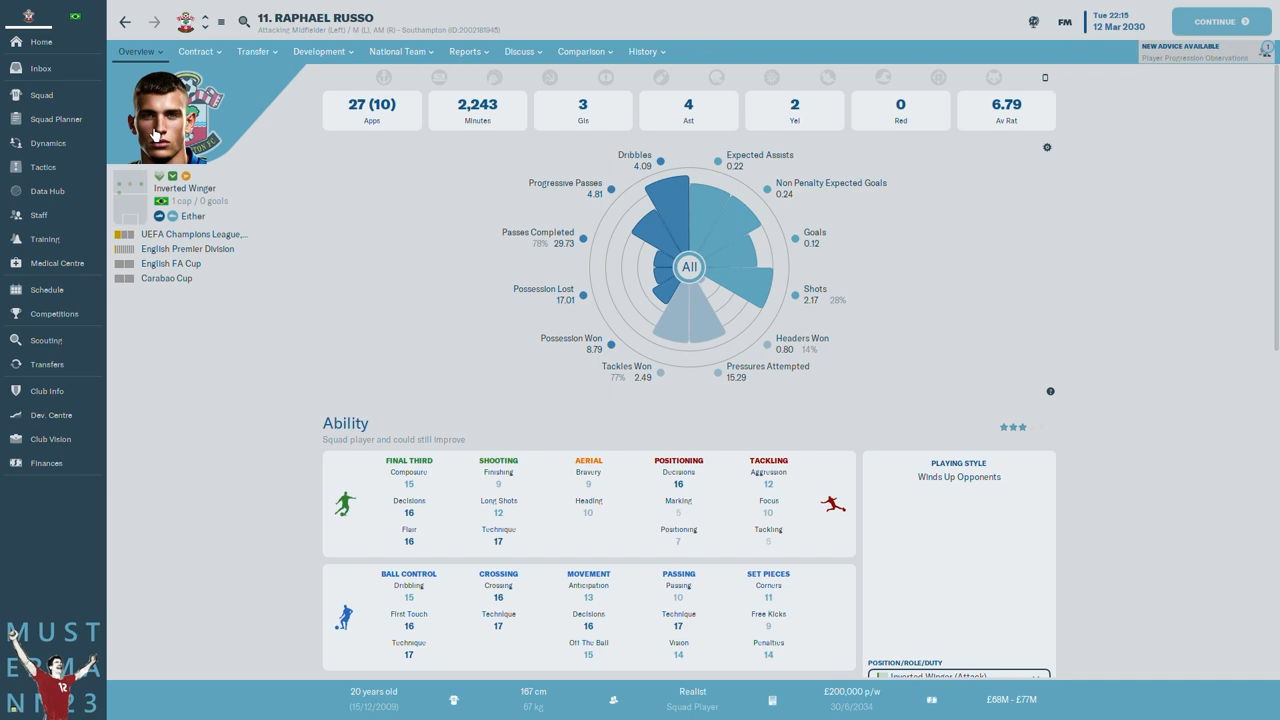 11. RAPHAEL RUSSO
Attacking Midfielder (Left) / M (L), AM (R) - Southampton (ID:2002181945)
FM
Tue 22:15
12 Mar 2030
CONTINUE
Overview
Contract
Transfer
Development
National Team
Reports
Discuss
Comparison
History
NEW ADVICE AVAILABLE
Player Progression Observations
1
Home
Inbox
Squad
Squad Planner
Dynamics
Tactics
Data Hub
Staff
Training
Medical Centre
Schedule
Competitions
Scouting
Transfers
Club Info
Dev. Centre
Club Vision
Finances
MUST
ERMA
NN23
12
Inverted Winger
1 cap / 0 goals
Either
UEFA Champions League,...
English Premier Division
English FA Cup
Carabao Cup
27 (10)
Apps
2,243
Minutes
3
Gls
4
Ast
2
Yel
0
Red
6.79
Av Rat
Dribbles
4.09
Expected Assists
0.22
Progressive Passes
4.81
Non Penalty Expected Goals
0.24
Passes Completed
78% 29.73
Goals
0.12
All
Possession Lost
17.01
Shots
2.17 28%
Possession Won
8.79
Headers Won
0.80 14%
Tackles Won
77% 2.49
Pressures Attempted
15.29
Ability
Squad player and could still improve
FINAL THIRD
Composure
15
Decisions
16
Flair
16
SHOOTING
Finishing
9
Long Shots
12
Technique
17
AERIAL
Bravery
9
Heading
10
POSITIONING
Decisions
16
Marking
5
Positioning
7
TACKLING
Aggression
12
Focus
10
Tackling
5
BALL CONTROL
Dribbling
15
First Touch
16
Technique
17
CROSSING
Crossing
16
Technique
17
MOVEMENT
Anticipation
13
Decisions
16
Off The Ball
15
PASSING
Passing
10
Technique
17
Vision
14
SET PIECES
Corners
11
Free Kicks
9
Penalties
14
PLAYING STYLE
Winds Up Opponents
POSITION/ROLE/DUTY
Inverted Winger (Attack)
20 years old
(15/12/2009)
167 cm
67 kg
Realist
Squad Player
£200,000 p/w
30/6/2034
£68M - £77M